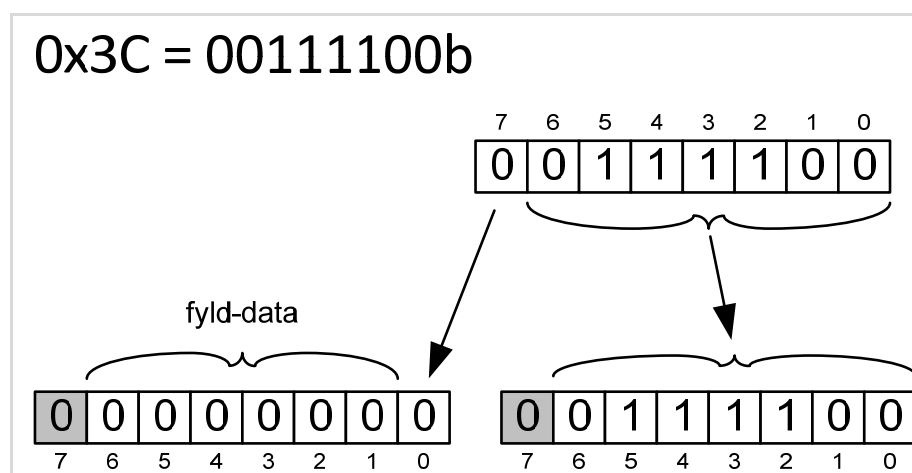 0x3C = 00111100b
7 6 5 4 3 2 1 0
0 0 1 1 1 1 0 0
fyld-data
0 0 0 0 0 0 0 0 0 0 1 1 1 1 0 0
7 6 5 4 3 2 1 0 7 6 5 4 3 2 1 0